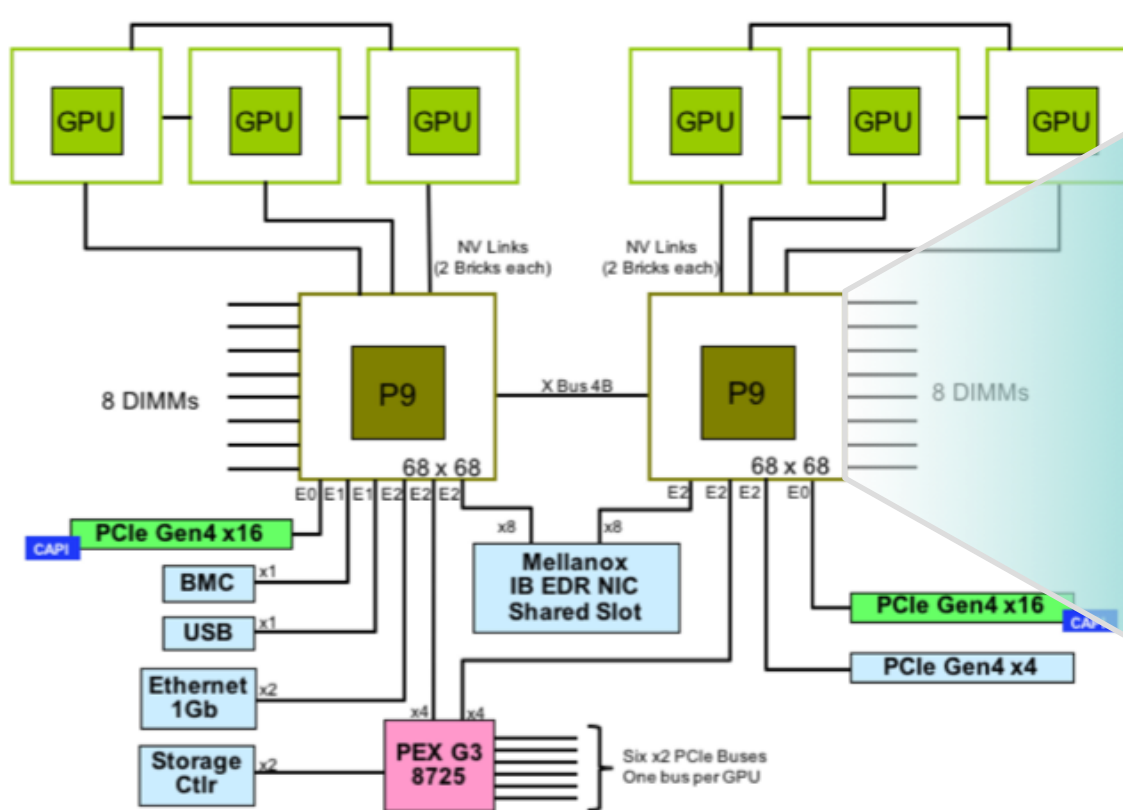 GPU GPU GPU GPU GPU GPU
NV Links
(2 Bricks each)
NV Links
(2 Bricks each)
8 DIMMs
P9
68 x 68
X Bus 4B
P9
68 x 68
8 DIMMs
E0 E1 E1 E2 E2 E2
E2 E2 E2 E0
PCIe Gen4 x16
CAPI
BMC
x1
USB
x1
Ethernet
1Gb
x2
Storage
Ctlr
x2
x8
x8
Mellanox
IB EDR NIC
Shared Slot
PCIe Gen4 x16
CAPI
PCIe Gen4 x4
x4
x4
PEX G3
8725
Six x2 PCIe Buses
One bus per GPU